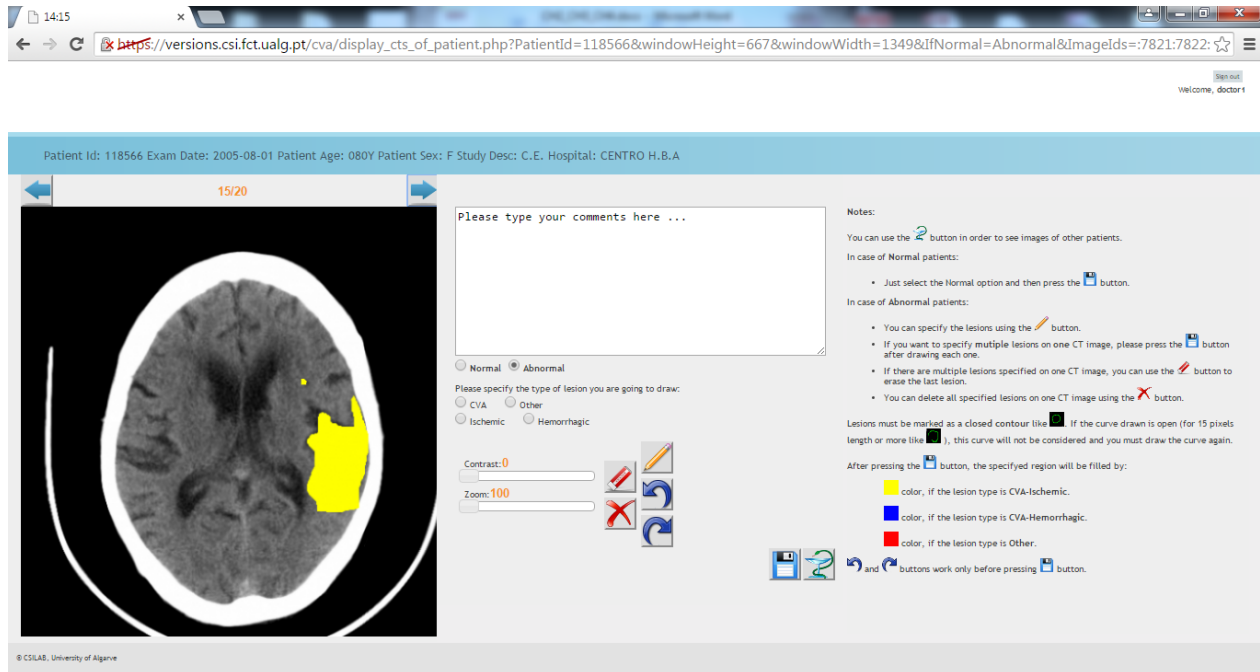 14:15
https://versions.csi.fct.ualg.pt/cva/display_cts_of_patient.php?PatientId=118566&windowHeight=667&windowWidth=1349&IfNormal=Abnormal&ImageIds=:7821:7822:
Sign out
Welcome, doctor1
Patient Id: 118566 Exam Date: 2005-08-01 Patient Age: 080Y Patient Sex: F Study Desc: C.E. Hospital: CENTRO H.B.A
15/20
Please type your comments here ...
Normal Abnormal
Please specify the type of lesion you are going to draw:
CVA Other
Ischemic Hemorrhagic
Contrast:0
Zoom:100
Notes:
You can use the button in order to see images of other patients.
In case of Normal patients:
• Just select the Normal option and then press the button.
In case of Abnormal patients:
• You can specify the lesions using the button.
• If you want to specify mutiple lesions on one CT image, please press the button
after drawing each one.
• If there are multiple lesions specified on one CT image, you can use the button to
erase the last lesion.
• You can delete all specified lesions on one CT image using the button.
Lesions must be marked as a closed contour like . If the curve drawn is open (for 15 pixels
length or more like ), this curve will not be considered and you must draw the curve again.
After pressing the button, the specifyed region will be filled by:
color, if the lesion type is CVA-Ischemic.
color, if the lesion type is CVA-Hemorrhagic.
color, if the lesion type is Other.
and buttons work only before pressing button.
© CSILAB, University of Algarve